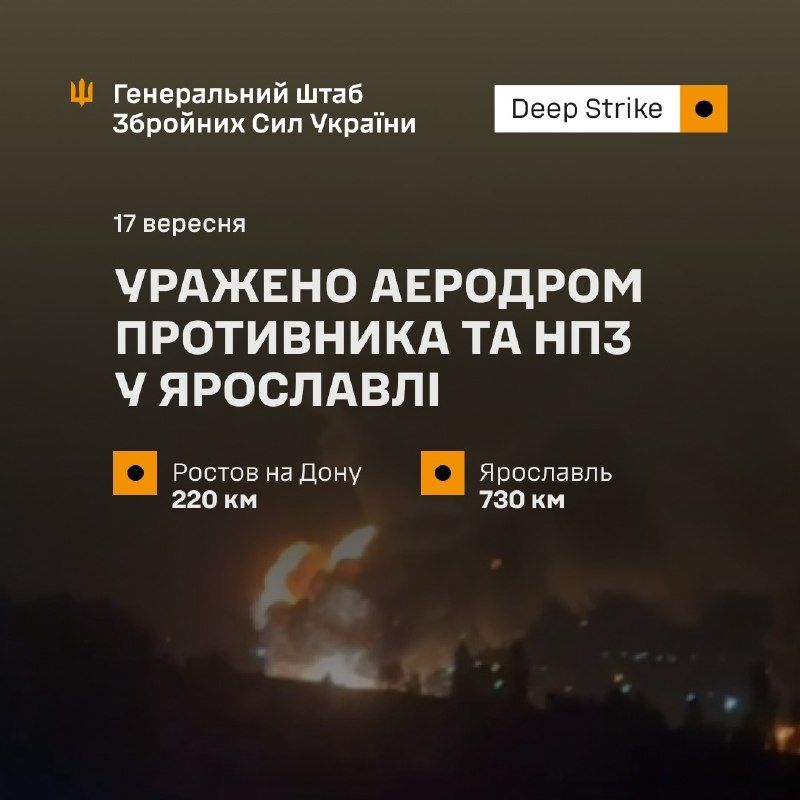 Генеральний Штаб
Збройних Сил України
Deep Strike
17 вересня
УРАЖЕНО АЕРОДРОМ
ПРОТИВНИКА ТА НПЗ
У ЯРОСЛАВЛІ
Ростов на Дону
220 км
Ярославль
730 км